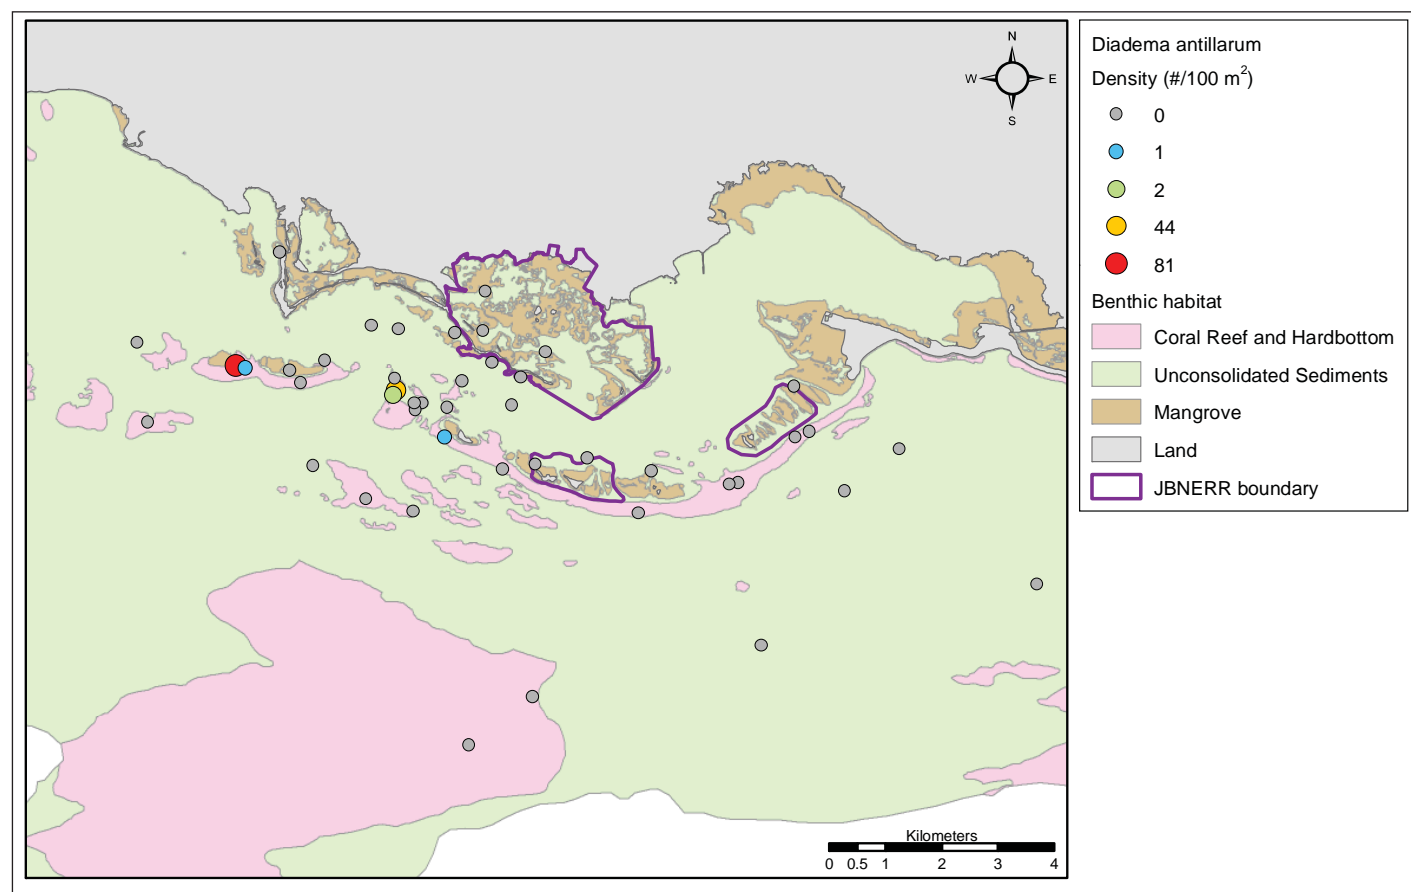 N
W E
S
Kilometers
0 0.5 1 2 3 4
Diadema antillarum
Density (#/100 m²)
0
1
2
44
81
Benthic habitat
Coral Reef and Hardbottom
Unconsolidated Sediments
Mangrove
Land
JBNERR boundary